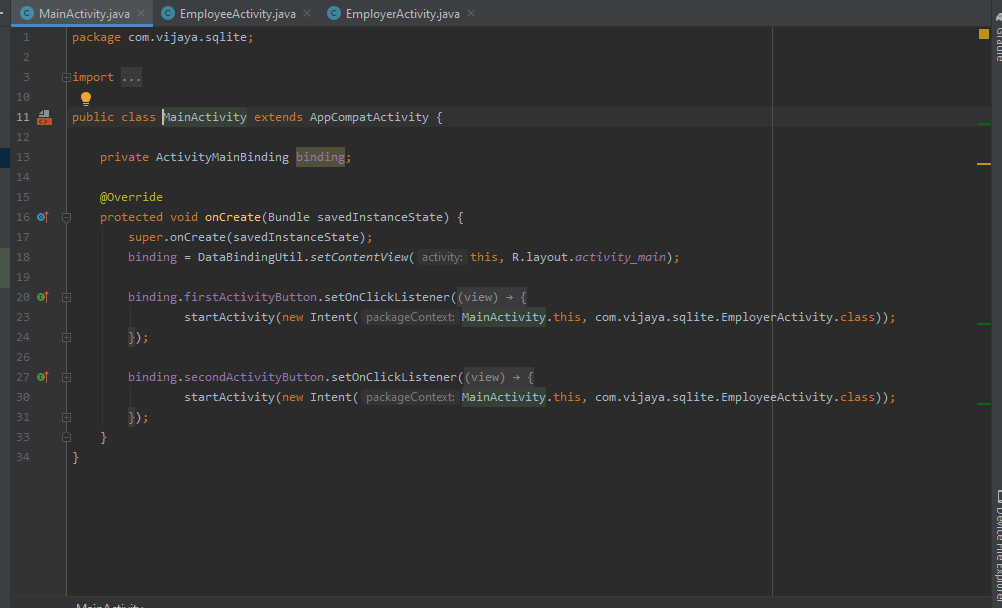 MainActivity.java EmployeeActivity.java EmployerActivity.java
1 package com.vijaya.sqlite;
2
3 import ...
10
11 public class MainActivity extends AppCompatActivity {
12
13 private ActivityMainBinding binding;
14
15 @Override
16 protected void onCreate(Bundle savedInstanceState) {
17 super.onCreate(savedInstanceState);
18 binding = DataBindingUtil.setContentView( activity: this, R.layout.activity_main);
19
20 binding.firstActivityButton.setOnClickListener((view) → {
23 startActivity(new Intent( packageContext: MainActivity.this, com.vijaya.sqlite.EmployerActivity.class));
24 });
26
27 binding.secondActivityButton.setOnClickListener((view) → {
30 startActivity(new Intent( packageContext: MainActivity.this, com.vijaya.sqlite.EmployeeActivity.class));
31 });
33 }
34 }
MainActivity
Gradle
Device File Explorer